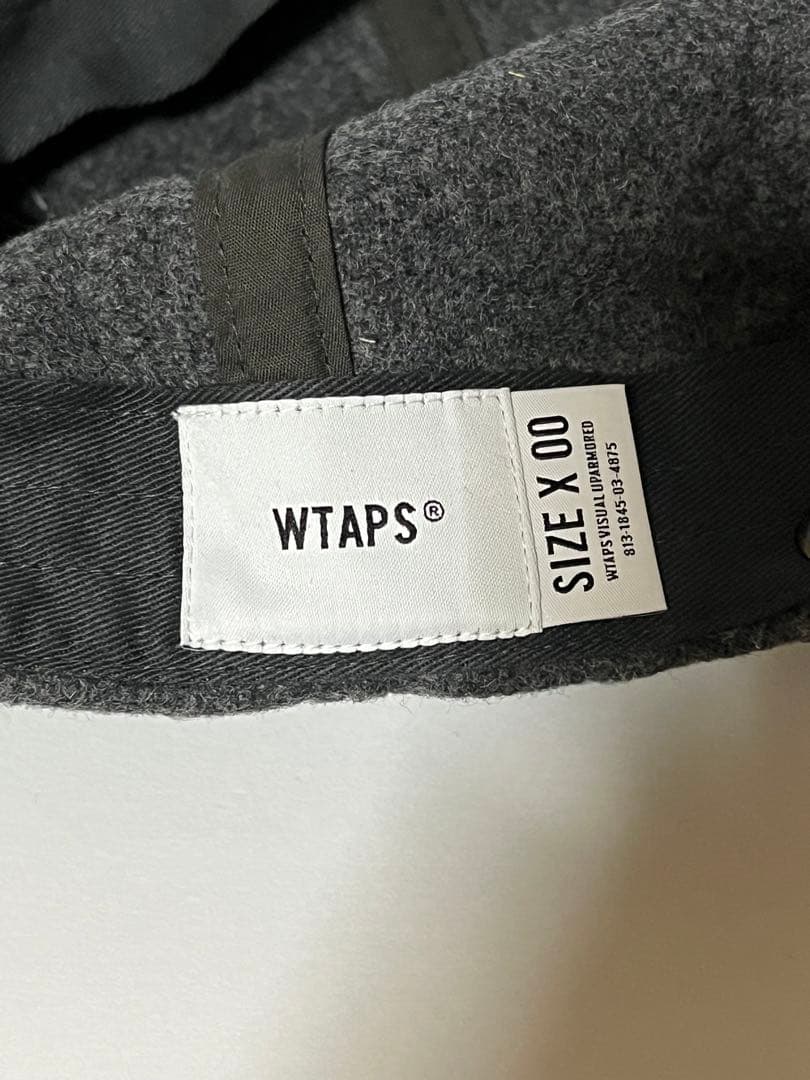 WTAPS®
SIZE X 00
WTAPS VISUAL UPARMORED
813-1845-03-4875